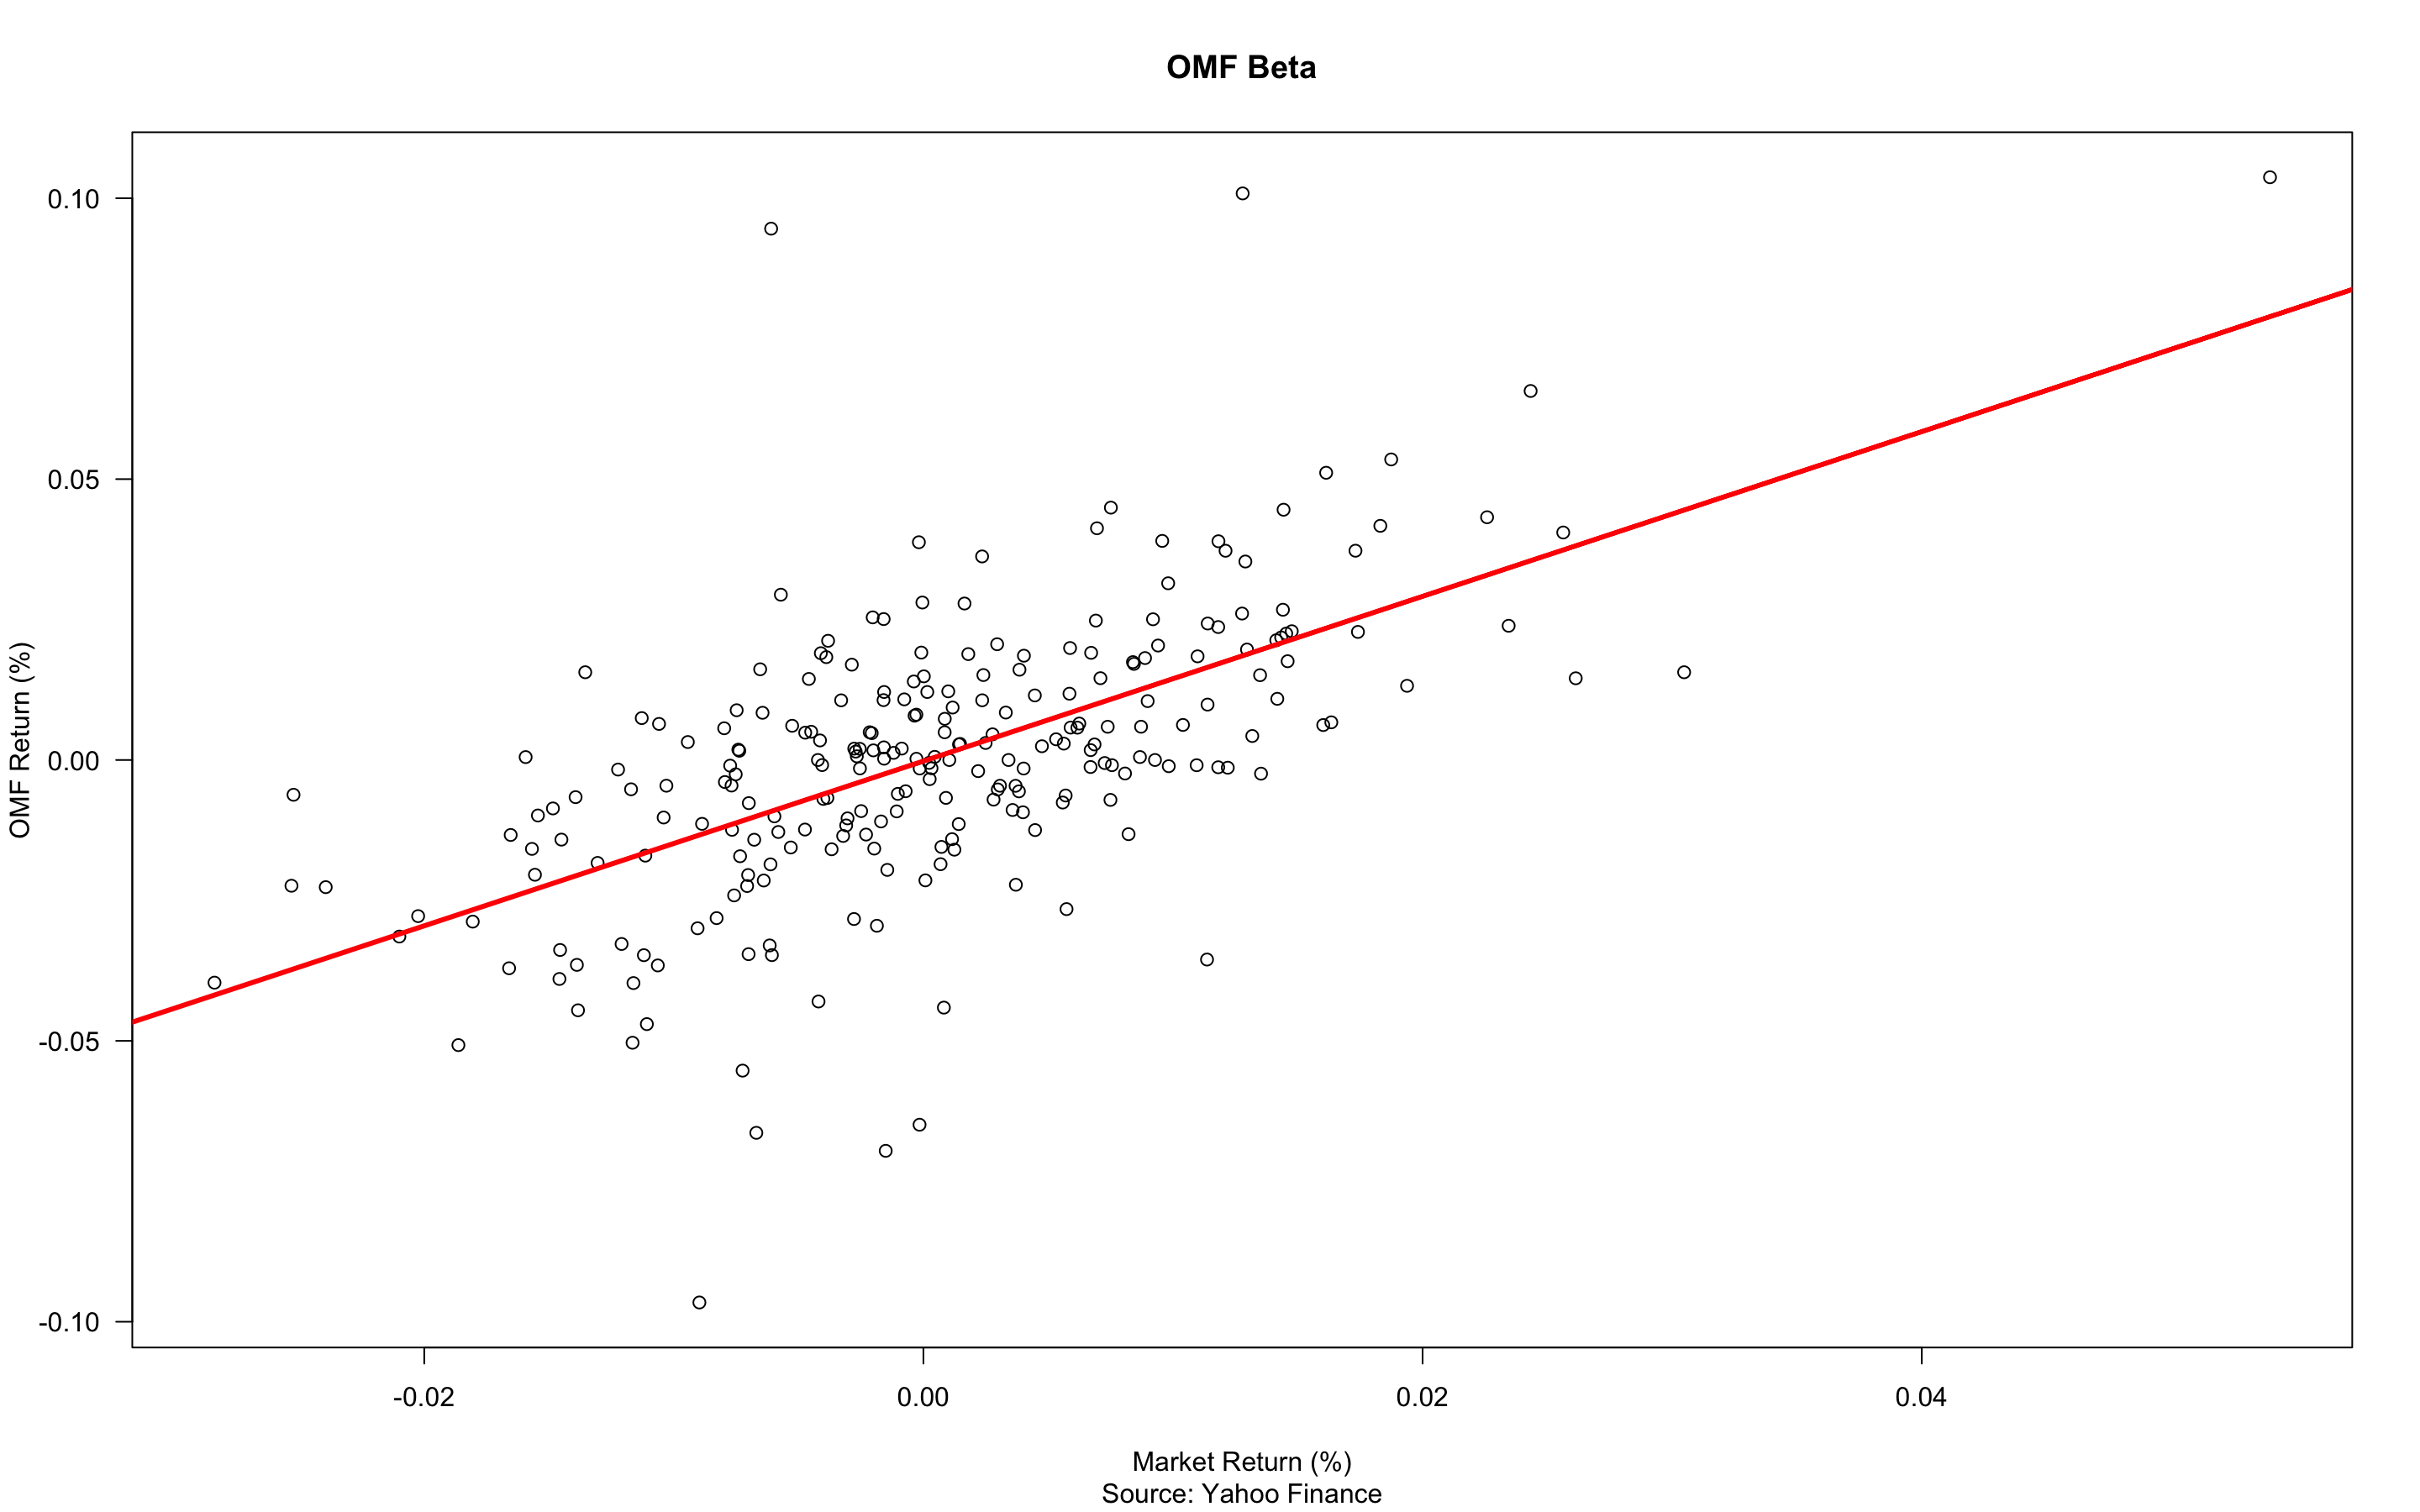 OMF Beta
OMF Return (%)
0.10
0.05
0.00
-0.05
-0.10
-0.02
0.00
0.02
0.04
Market Return (%)
Source: Yahoo Finance